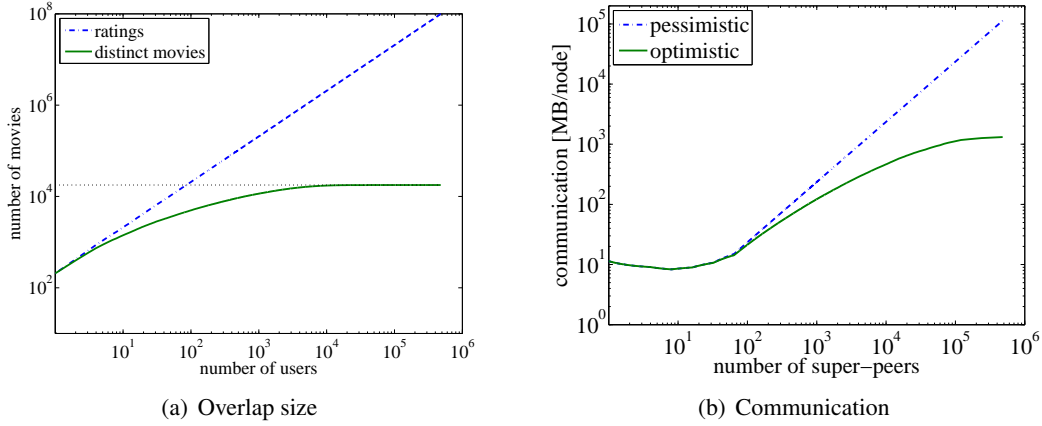 10^8
10^6
10^4
10^2
number of movies
ratings
distinct movies
10^1 10^2 10^3 10^4 10^5 10^6
number of users
(a) Overlap size
10^5
10^4
10^3
10^2
10^1
10^0
communication [MB/node]
pessimistic
optimistic
10^1 10^2 10^3 10^4 10^5 10^6
number of super−peers
(b) Communication